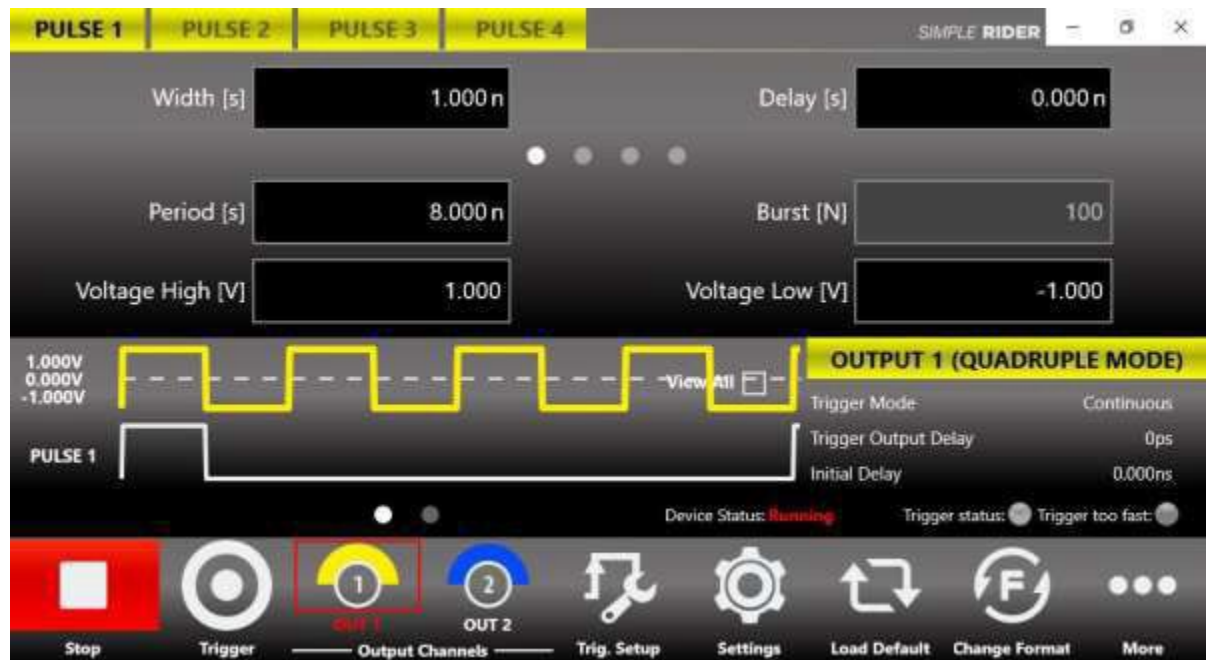 PULSE 1 PULSE 2 PULSE 3 PULSE 4 SIMPLE RIDER
Width [s] 1.000 n Delay [s] 0.000 n
Period [s] 8.000 n Burst [N] 100
Voltage High [V] 1.000 Voltage Low [V] -1.000
1.000V
0.000V
-1.000V
View All
PULSE 1
OUTPUT 1 (QUADRUPLE MODE)
Trigger Mode Continuous
Trigger Output Delay 0ps
Initial Delay 0.000ns
Device Status: Running Trigger status: Trigger too fast:
1 2 F
OUT 1 OUT 2
Stop Trigger Output Channels Trig. Setup Settings Load Default Change Format More